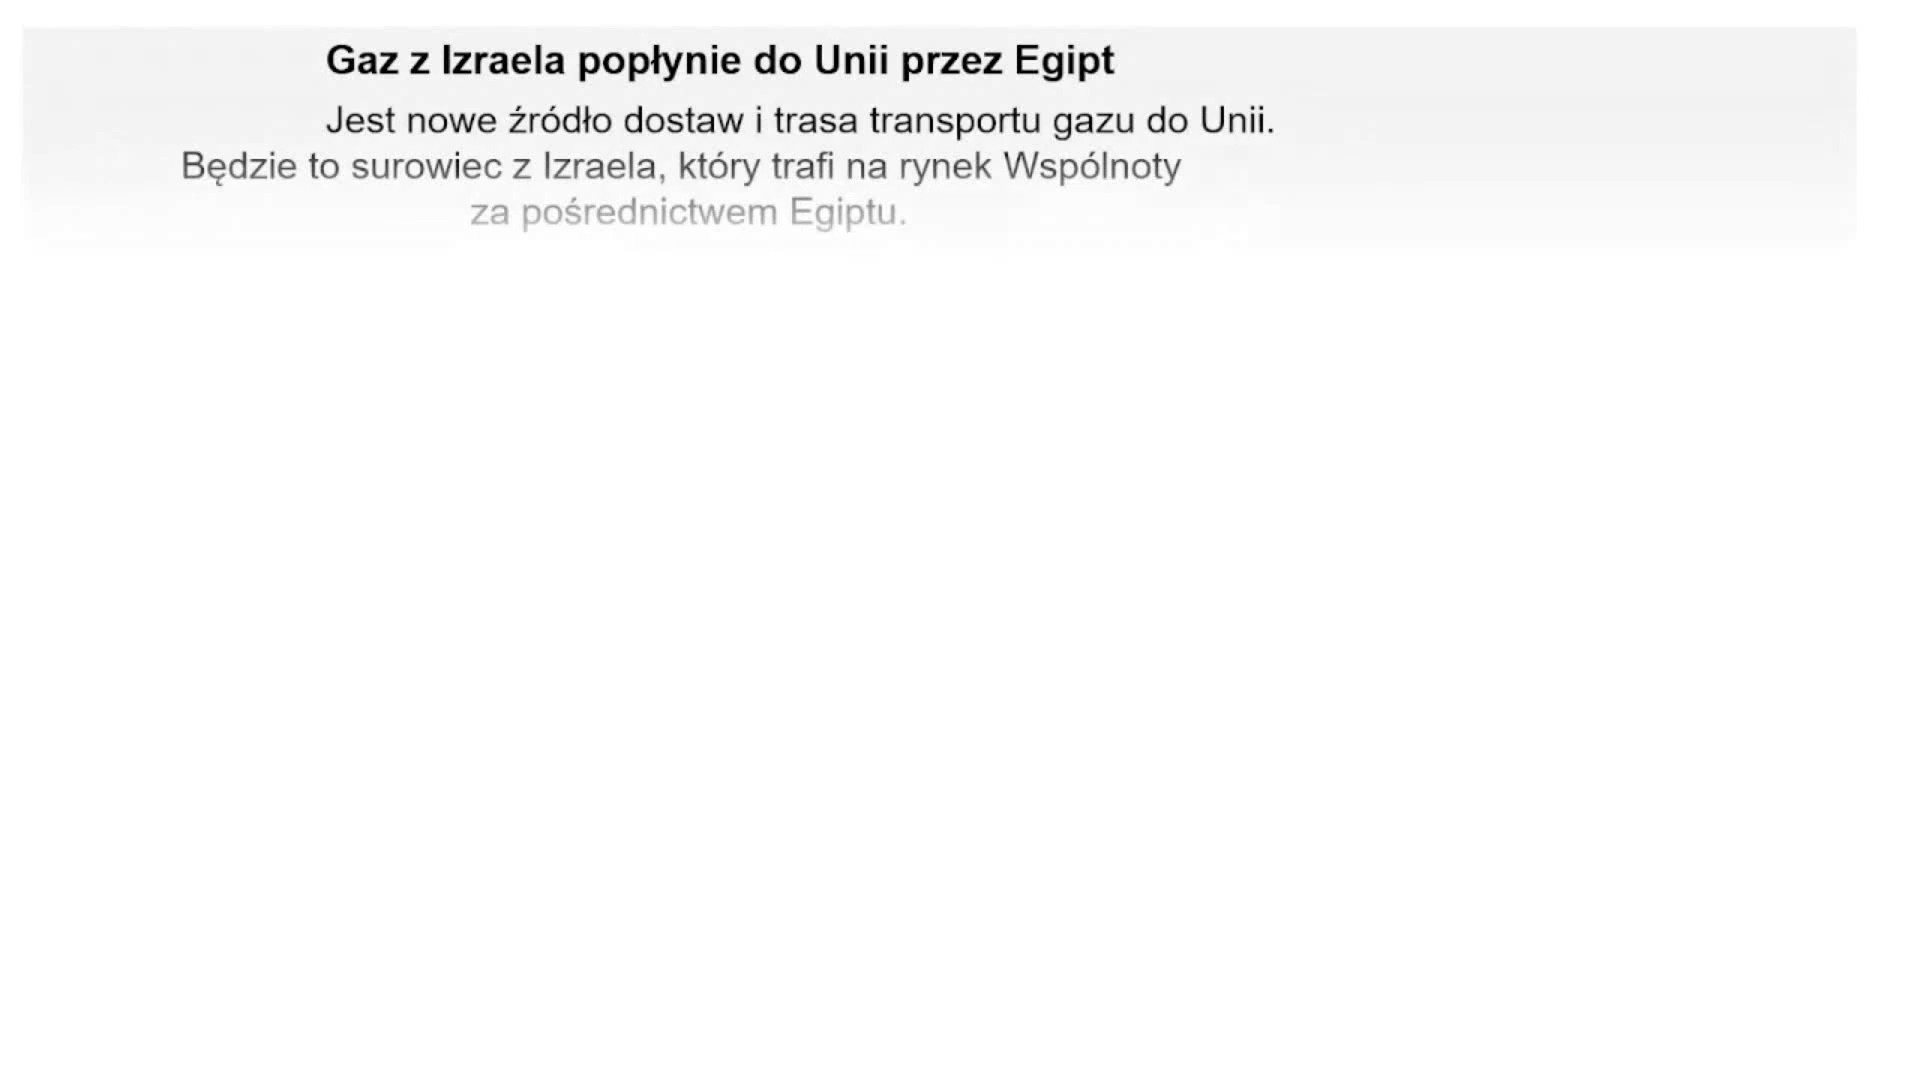 Gaz z Izraela popłynie do Unii przez Egipt
Jest nowe źródło dostaw i trasa transportu gazu do Unii.
Będzie to surowiec z Izraela, który trafi na rynek Wspólnoty
za pośrednictwem Egiptu.